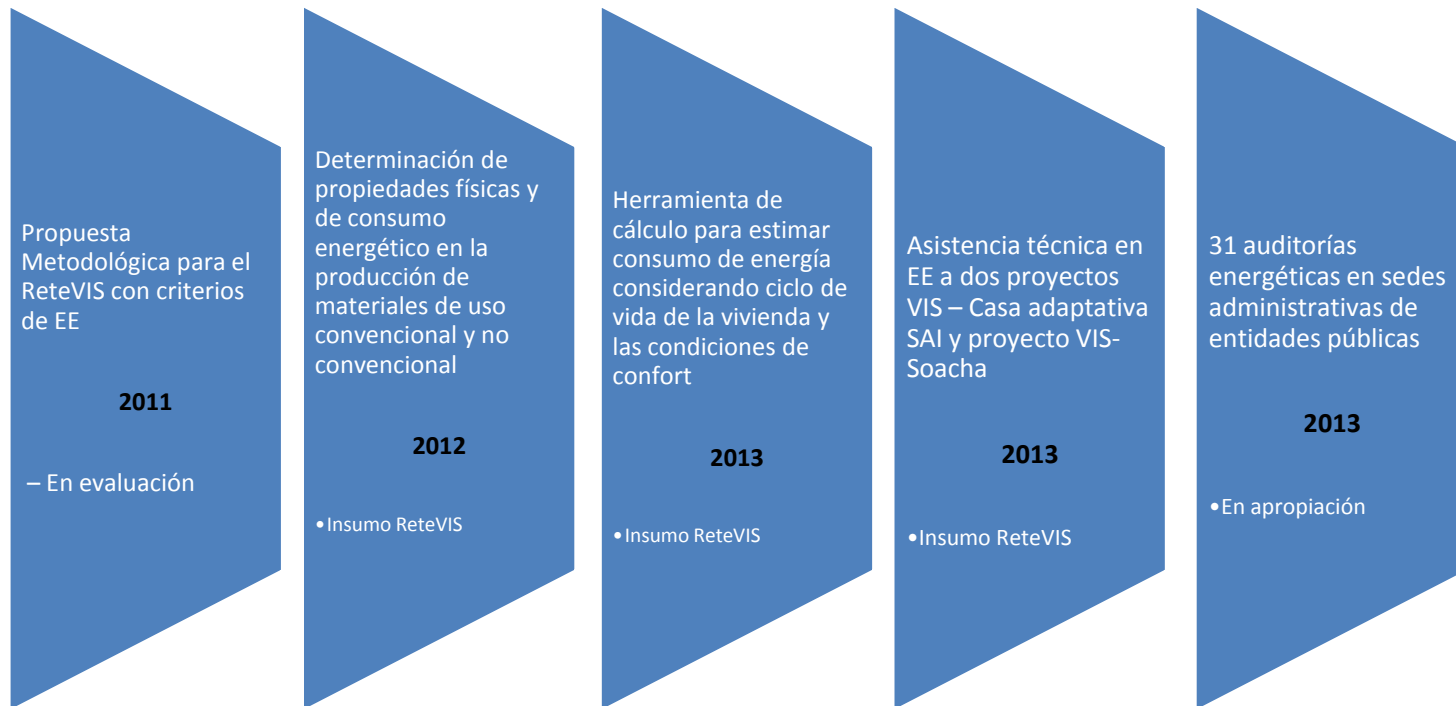 Propuesta
Metodológica para el
ReteVIS con criterios
de EE
2011
– En evaluación
Determinación de
propiedades físicas y
de consumo
energético en la
producción de
materiales de uso
convencional y no
convencional
2012
•Insumo ReteVIS
Herramienta de
cálculo para estimar
consumo de energía
considerando ciclo de
vida de la vivienda y
las condiciones de
confort
2013
•Insumo ReteVIS
Asistencia técnica en
EE a dos proyectos
VIS – Casa adaptativa
SAI y proyecto VIS-
Soacha
2013
•Insumo ReteVIS
31 auditorías
energéticas en sedes
administrativas de
entidades públicas
2013
•En apropiación